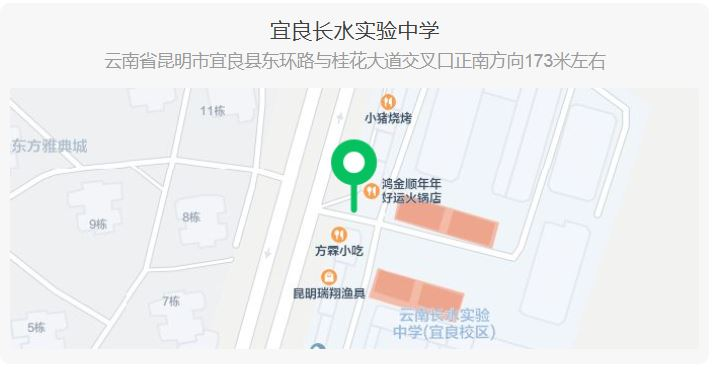 宜良长水实验中学
云南省昆明市宜良县东环路与桂花大道交叉口正南方向173米左右
11栋
小猪烧烤
东方雅典城
鸿金顺年年
好运火锅店
9栋
8栋
方霖小吃
昆明瑞翔渔具
7栋
云南长水实验
中学(宜良校区)
5栋